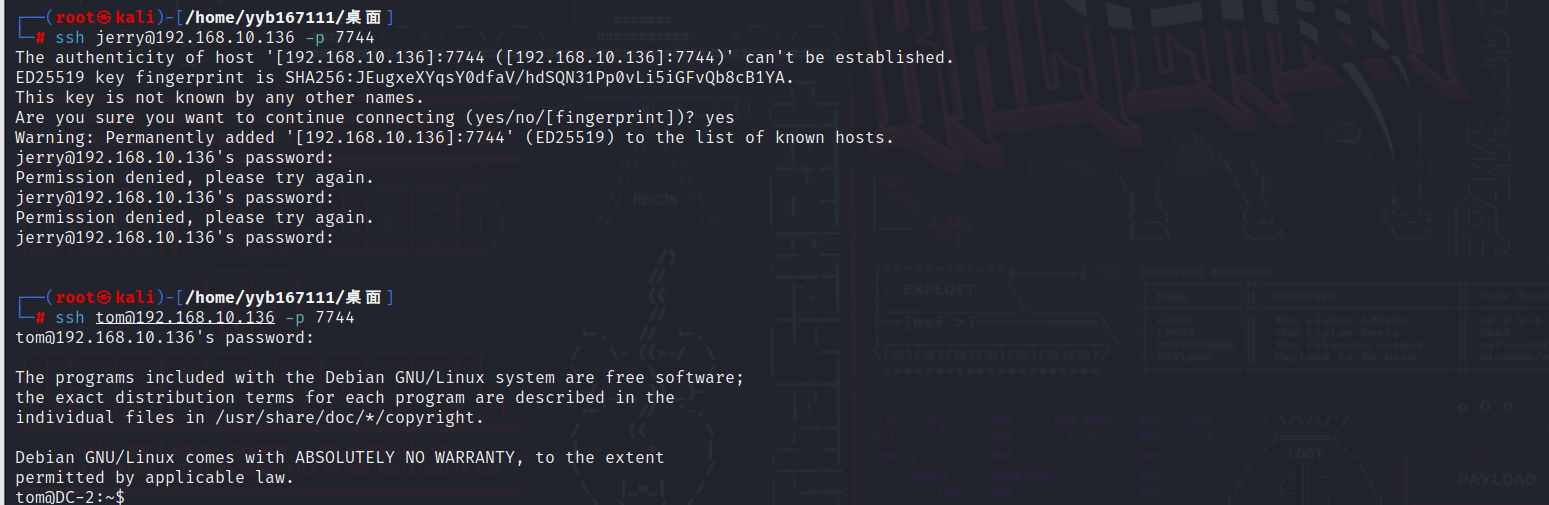 ┌──(root㉿kali)-[/home/yyb167111/桌面]
└─# ssh jerry@192.168.10.136 -p 7744
The authenticity of host '[192.168.10.136]:7744 ([192.168.10.136]:7744)' can't be established.
ED25519 key fingerprint is SHA256:JEugxeXYqsY0dfaV/hdSQN31Pp0vLi5iGFvQb8cB1YA.
This key is not known by any other names.
Are you sure you want to continue connecting (yes/no/[fingerprint])? yes
Warning: Permanently added '[192.168.10.136]:7744' (ED25519) to the list of known hosts.
jerry@192.168.10.136's password:
Permission denied, please try again.
jerry@192.168.10.136's password:
Permission denied, please try again.
jerry@192.168.10.136's password:
┌──(root㉿kali)-[/home/yyb167111/桌面]
└─# ssh tom@192.168.10.136 -p 7744
tom@192.168.10.136's password:
The programs included with the Debian GNU/Linux system are free software;
the exact distribution terms for each program are described in the
individual files in /usr/share/doc/*/copyright.
Debian GNU/Linux comes with ABSOLUTELY NO WARRANTY, to the extent
permitted by applicable law.
tom@DC-2:~$
RECON
EXPLOIT
[msf >]
LOOT
PAYLOAD